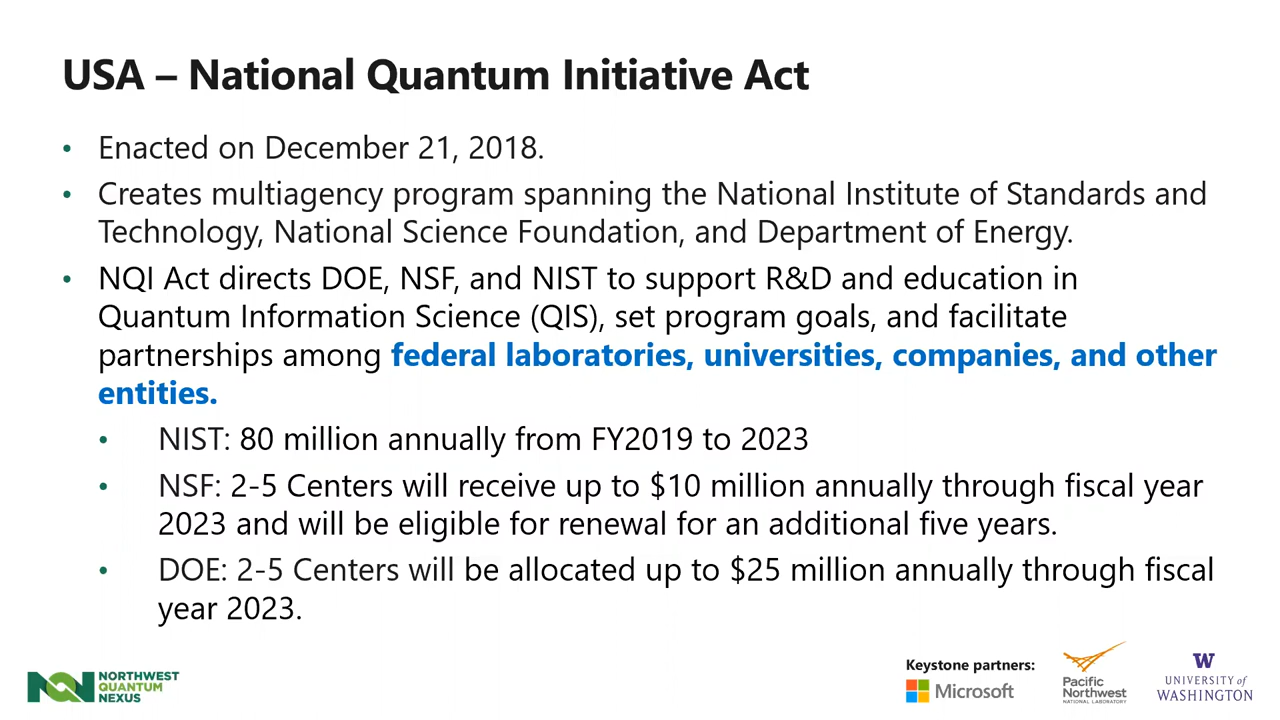 USA – National Quantum Initiative Act
• Enacted on December 21, 2018.
• Creates multiagency program spanning the National Institute of Standards and
Technology, National Science Foundation, and Department of Energy.
• NQI Act directs DOE, NSF, and NIST to support R&D and education in
Quantum Information Science (QIS), set program goals, and facilitate
partnerships among federal laboratories, universities, companies, and other
entities.
• NIST: 80 million annually from FY2019 to 2023
• NSF: 2-5 Centers will receive up to $10 million annually through fiscal year
2023 and will be eligible for renewal for an additional five years.
• DOE: 2-5 Centers will be allocated up to $25 million annually through fiscal
year 2023.
NQN
NORTHWEST
QUANTUM
NEXUS
Keystone partners:
Microsoft
Pacific
Northwest
NATIONAL LABORATORY
W
UNIVERSITY of
WASHINGTON